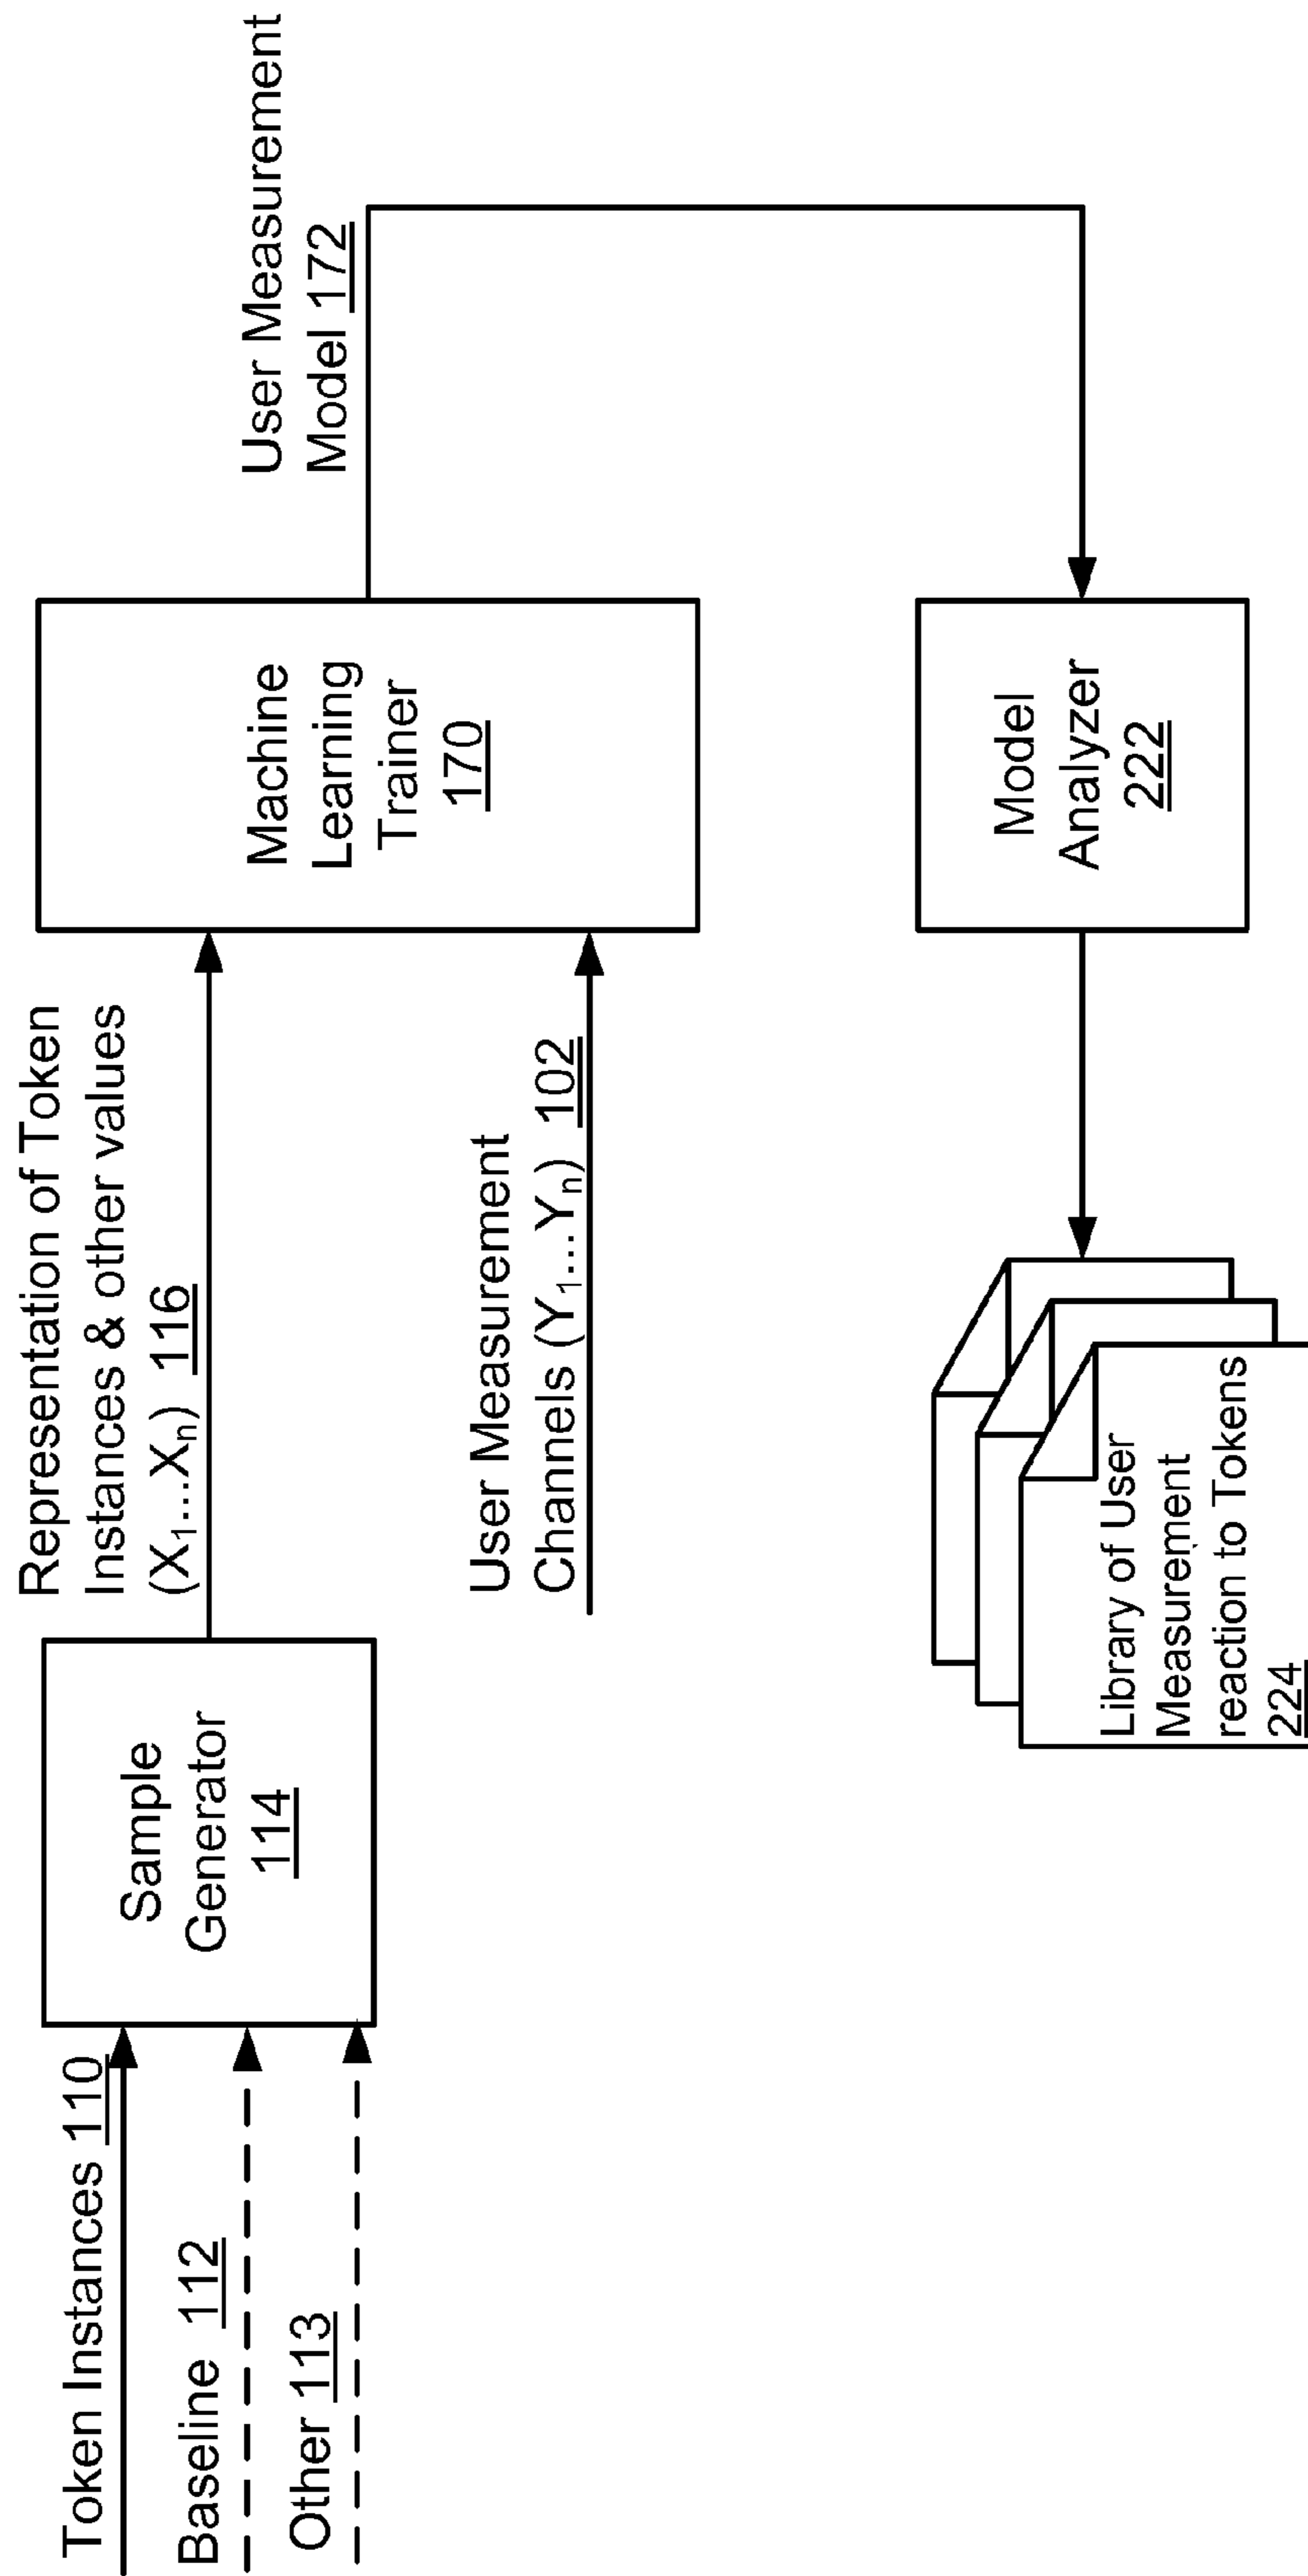 Token Instances 110
Baseline 112
Other 113
Sample
Generator
114
Representation of Token
Instances & other values
(X₁...Xₙ) 116
User Measurement
Channels (Y₁...Yₙ) 102
Machine
Learning
Trainer
170
User Measurement
Model 172
Model
Analyzer
222
Library of User
Measurement
reaction to Tokens
224